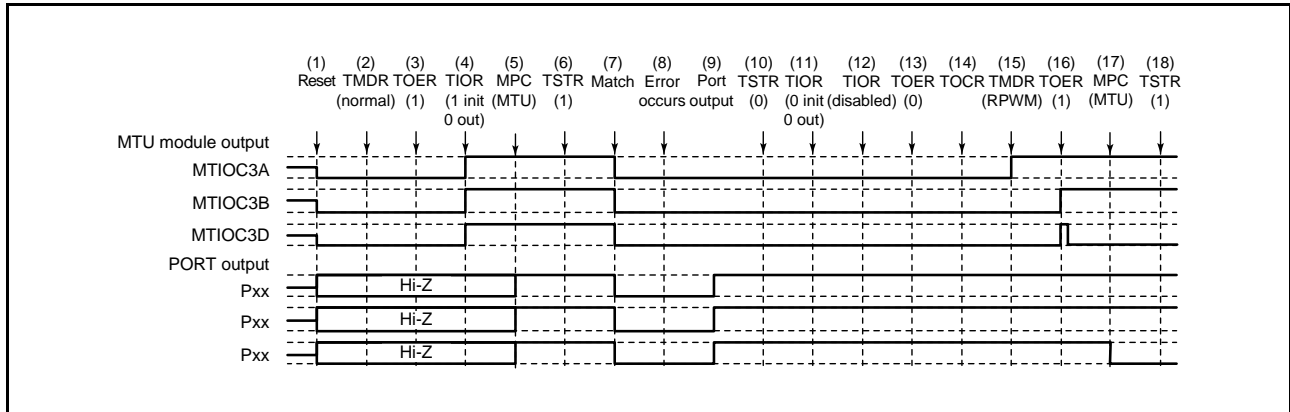 (1) (2) (3) (4) (5) (6) (7) (8) (9) (10) (11) (12) (13) (14) (15) (16) (17) (18)
Reset TMDR TOER TIOR MPC TSTR Match Error Port TSTR TIOR TIOR TOER TOCR TMDR TOER MPC TSTR
(normal) (1) (1 init (MTU) (1) occurs output (0) (0 init (disabled) (0) (RPWM) (1) (MTU) (1)
0 out) 0 out)
MTU module output
MTIOC3A
MTIOC3B
MTIOC3D
PORT output
Pxx Hi-Z
Pxx Hi-Z
Pxx Hi-Z